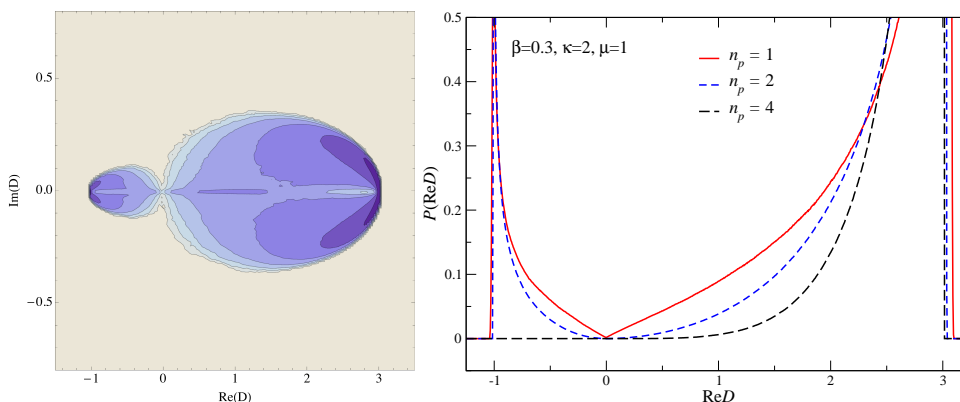 0.5
0.0
−0.5
Im(D)
−1
0
1
2
3
Re(D)
0.5
0.4
0.3
0.2
0.1
0
P(ReD)
β=0.3, κ=2, μ=1
n_p = 1
n_p = 2
n_p = 4
-1
0
1
2
3
ReD